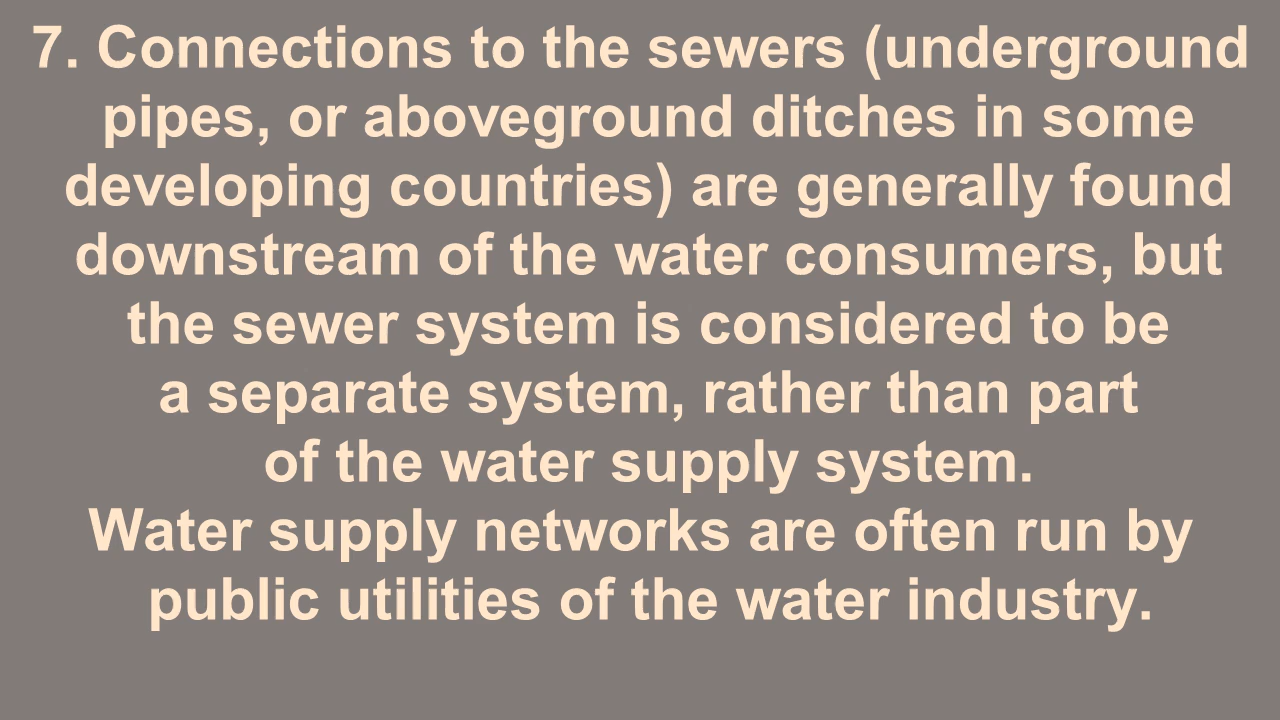 7. Connections to the sewers (underground
pipes, or aboveground ditches in some
developing countries) are generally found
downstream of the water consumers, but
the sewer system is considered to be
a separate system, rather than part
of the water supply system.
Water supply networks are often run by
public utilities of the water industry.